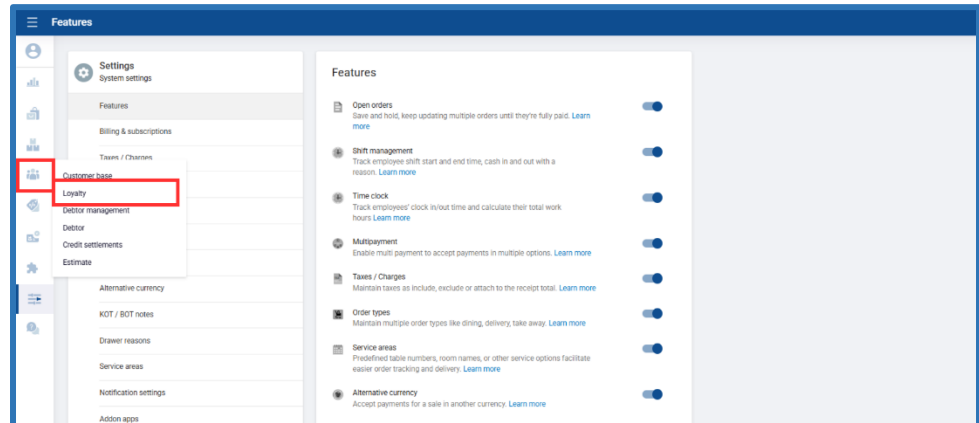 Features
Settings
System settings
Features
Billing & subscriptions
Taxes / Charges
Customer base
Loyalty
Debtor management
Debtor
Credit settlements
Estimate
Alternative currency
KOT / BOT notes
Drawer reasons
Service areas
Notification settings
Addon apps
Features
Open orders
Save and hold, keep updating multiple orders until they're fully paid. Learn
more
Shift management
Track employee shift start and end time, cash in and out with a
reason. Learn more
Time clock
Track employees' clock in/out time and calculate their total work
hours Learn more
Multipayment
Enable multi payment to accept payments in multiple options. Learn more
Taxes / Charges
Maintain taxes as include, exclude or attach to the receipt total. Learn more
Order types
Maintain multiple order types like dining, delivery, take away. Learn more
Service areas
Predefined table numbers, room names, or other service options facilitate
easier order tracking and delivery. Learn more
Alternative currency
Accept payments for a sale in another currency. Learn more